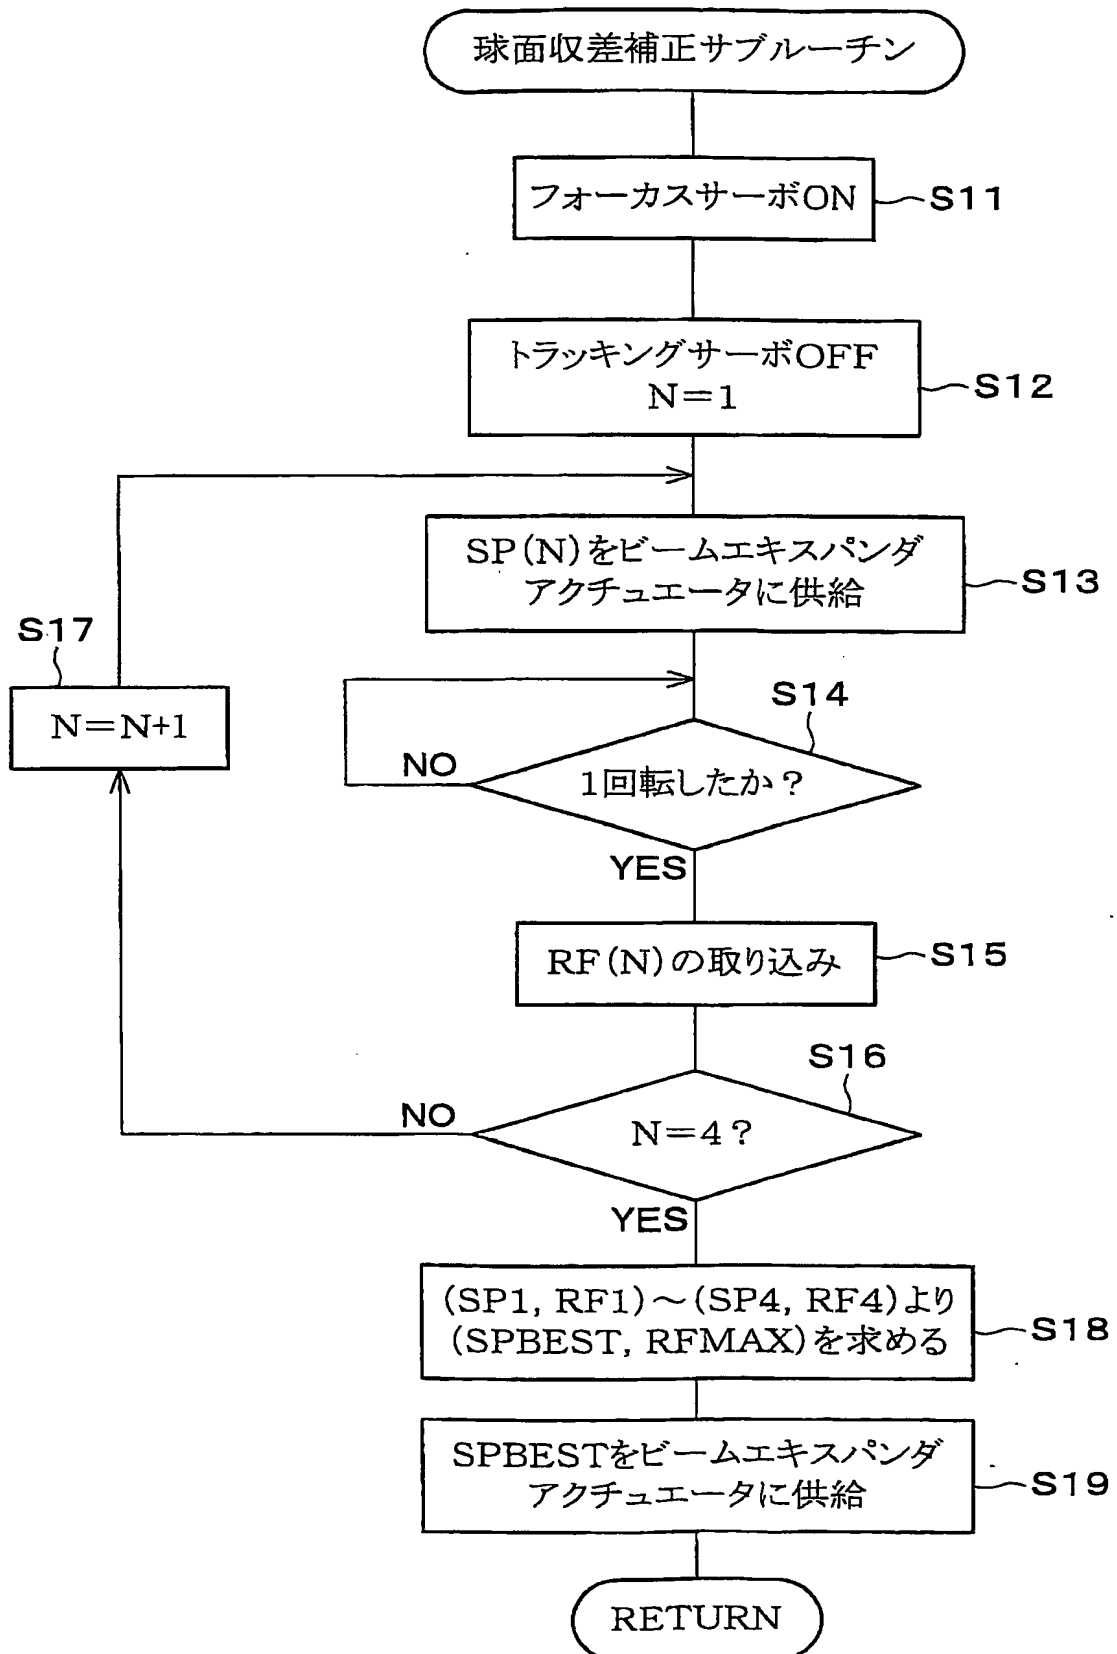 球面収差補正サブルーチン
フォーカスサーボON
S11
トラッキングサーボOFF
N=1
S12
SP(N)をビームエキスパンダ
アクチュエータに供給
S13
S17
N=N+1
S14
1回転したか？
NO
YES
RF(N)の取り込み
S15
S16
N=4？
NO
YES
(SP1, RF1)～(SP4, RF4)より
(SPBEST, RFMAX)を求める
S18
SPBESTをビームエキスパンダ
アクチュエータに供給
S19
RETURN